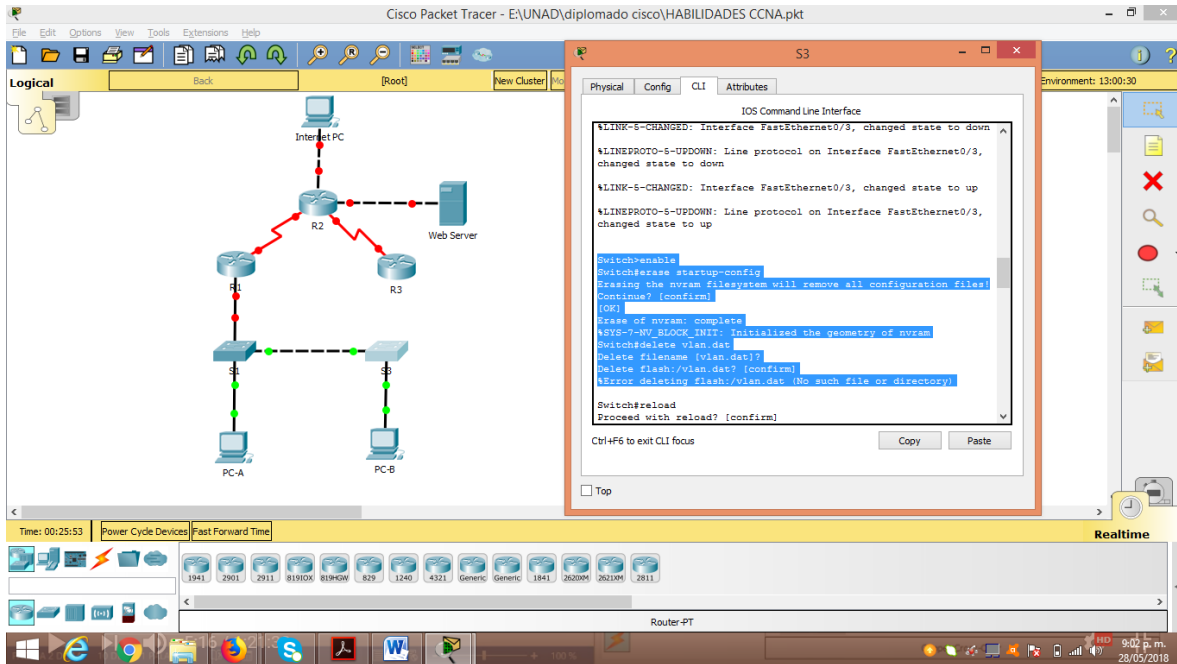 Cisco Packet Tracer - E:\UNAD\diplomado cisco\HABILIDADES CCNA.pkt
File Edit Options View Tools Extensions Help
Logical
Back
[Root]
New Cluster
Environment: 13:00:30
Internet PC
R2
Web Server
R1
R3
S1
S3
PC-A
PC-B
S3
Physical Config CLI Attributes
IOS Command Line Interface
%LINK-5-CHANGED: Interface FastEthernet0/3, changed state to down
%LINEPROTO-5-UPDOWN: Line protocol on Interface FastEthernet0/3,
changed state to down
%LINK-5-CHANGED: Interface FastEthernet0/3, changed state to up
%LINEPROTO-5-UPDOWN: Line protocol on Interface FastEthernet0/3,
changed state to up
Switch>enable
Switch#erase startup-config
Erasing the nvram filesystem will remove all configuration files!
Continue? [confirm]
[OK]
Erase of nvram: complete
%SYS-7-NV_BLOCK_INIT: Initialized the geometry of nvram
Switch#delete vlan.dat
Delete filename [vlan.dat]?
Delete flash:/vlan.dat? [confirm]
%Error deleting flash:/vlan.dat (No such file or directory)
Switch#reload
Proceed with reload? [confirm]
Ctrl+F6 to exit CLI focus
Copy
Paste
Top
Time: 00:25:53
Power Cycle Devices
Fast Forward Time
Realtime
1941 2901 2911 819IOX 819HGW 829 1240 4321 Generic Generic 1841 2620XM 2621XM 2811
Router-PT
100 %
HD
9:02 p. m.
28/05/2018